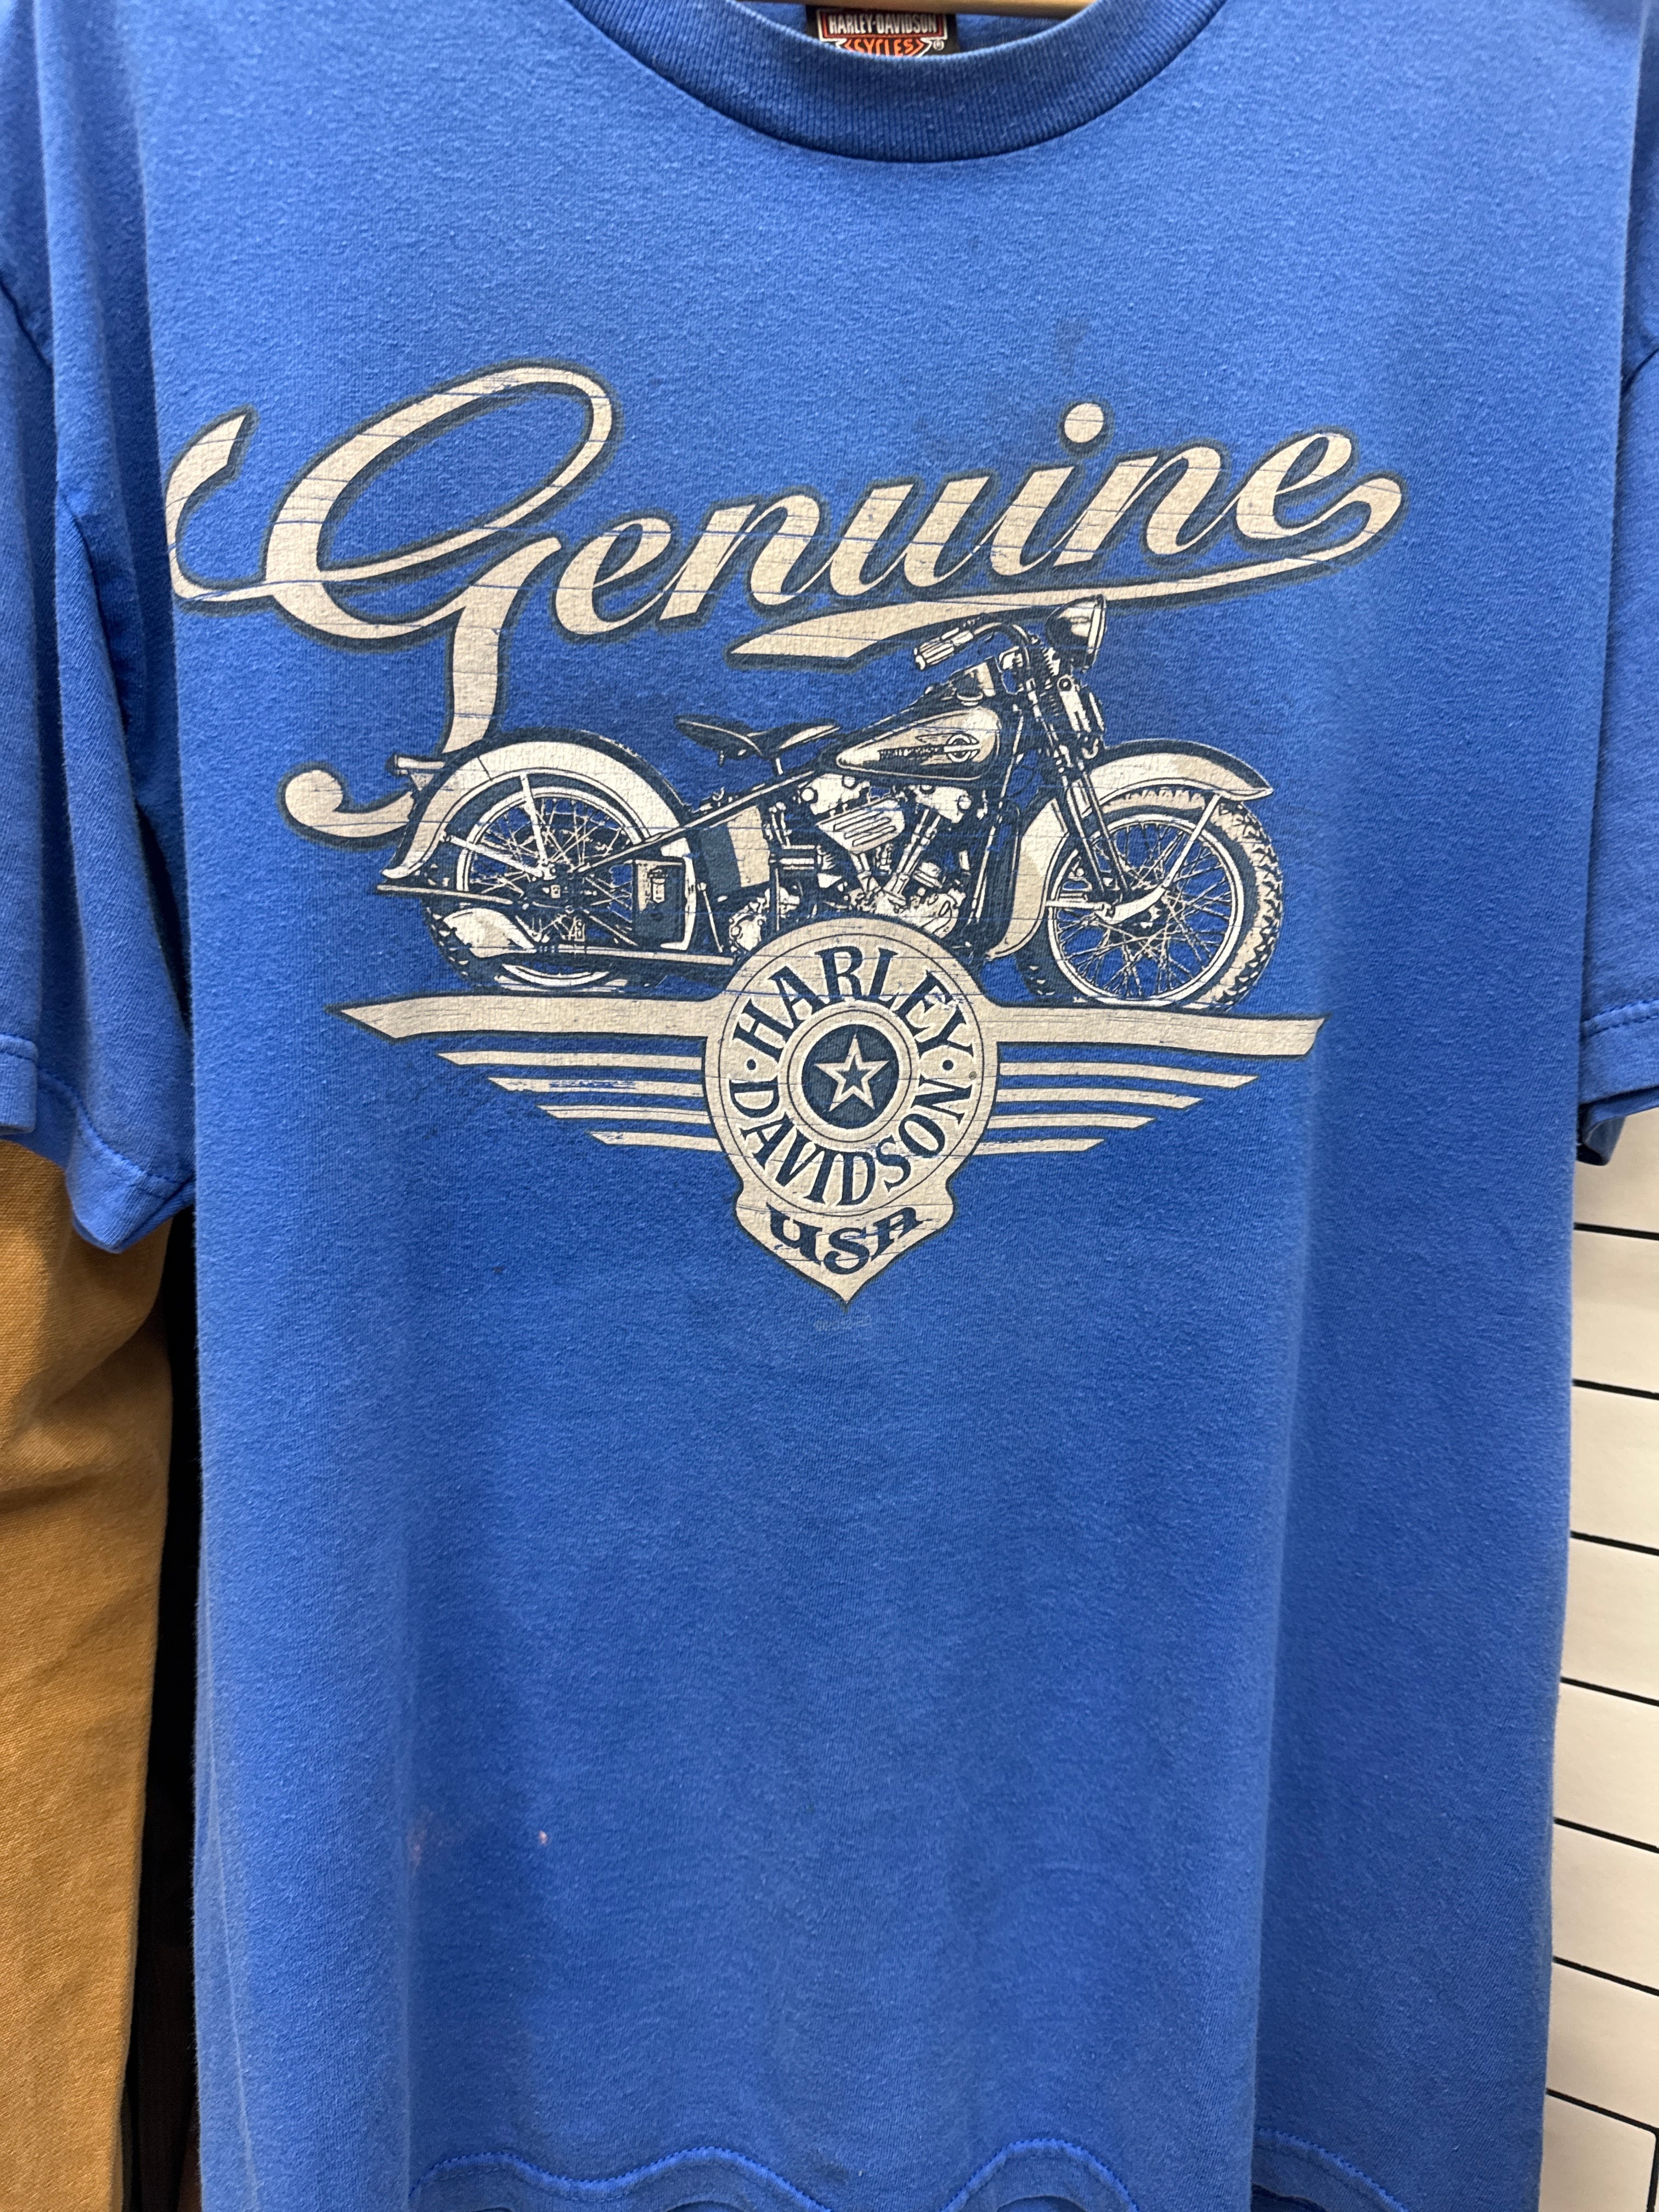 HARLEY-DAVIDSON
CYCLES ®
Genuine
HARLEY
DAVIDSON
USA